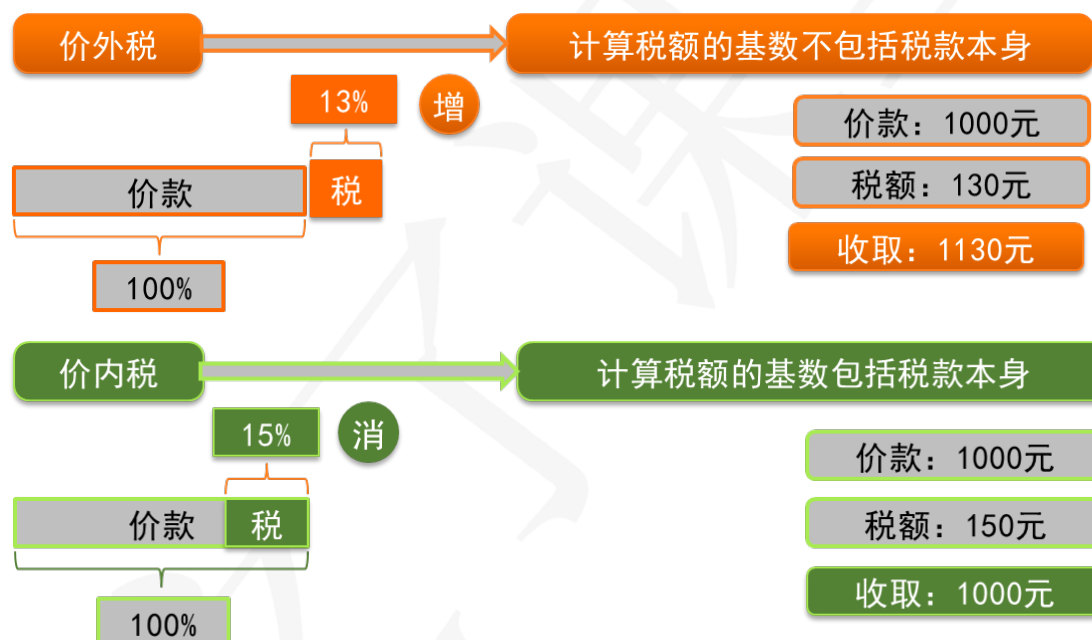 价外税
计算税额的基数不包括税款本身
13%
增
价款：1000元
价款
税
税额：130元
收取：1130元
100%
价内税
计算税额的基数包括税款本身
15%
消
价款：1000元
价款
税
税额：150元
收取：1000元
100%